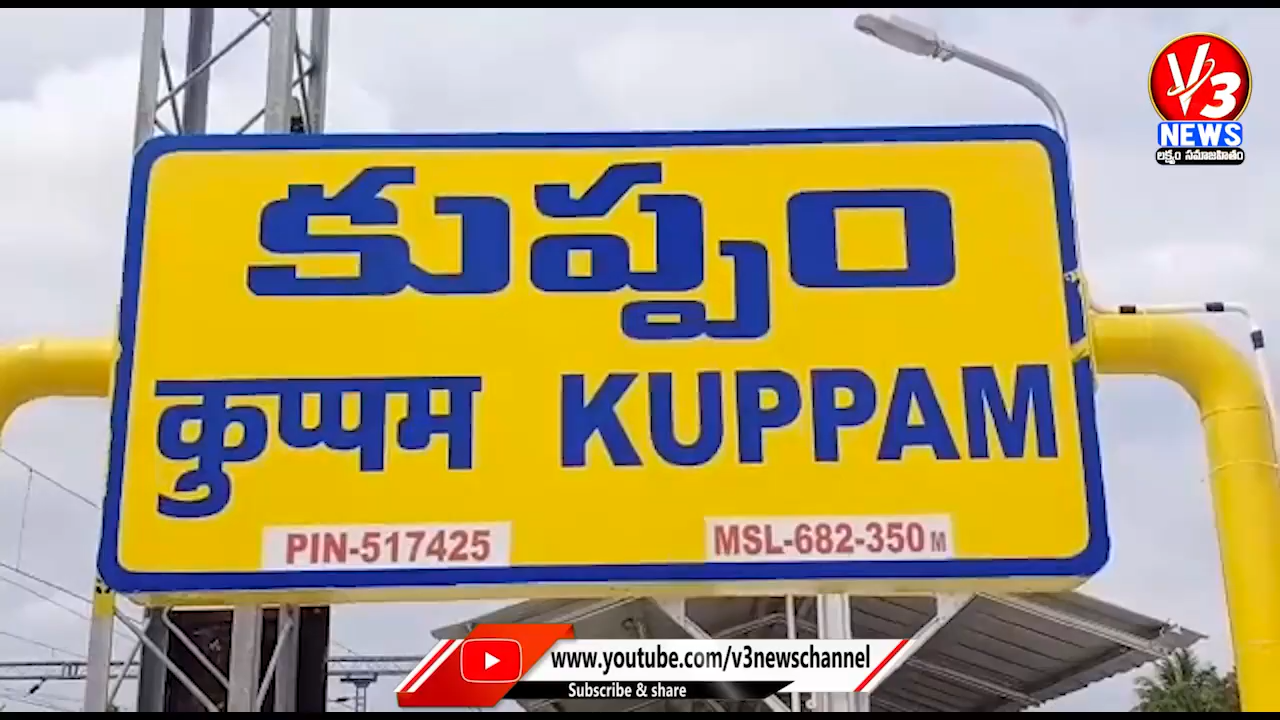 V3
NEWS
లక్ష్యం సమాజహితం
కుప్పం
कुप्पम KUPPAM
PIN-517425 MSL-682-350 M
www.youtube.com/v3newschannel
Subscribe & share